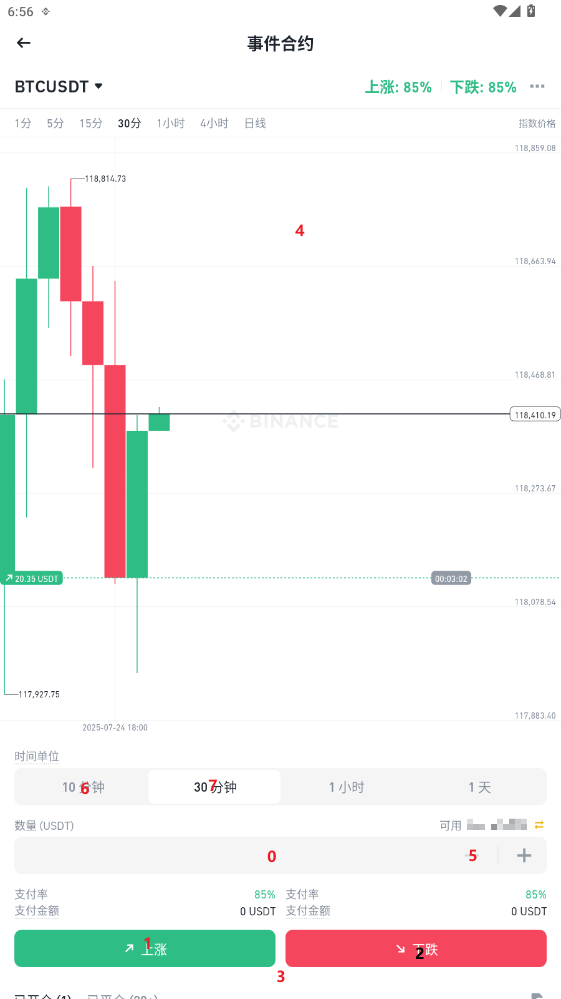 6:56
事件合约
BTCUSDT 上涨: 85% 下跌: 85%
1分 5分 15分 30分 1小时 4小时 日线 指数价格
118,859.08
118,814.73
4
118,663.94
118,468.81
118,410.19
BINANCE
118,273.67
20.35 USDT 00:03:02
118,078.54
117,927.75
117,883.40
2025-07-24 18:00
时间单位
10 分钟 30 分钟 1 小时 1 天
6 7
数量 (USDT) 可用
0 5
支付率 85% 支付率 85%
支付金额 0 USDT 支付金额 0 USDT
上涨 下跌
1 2
3
已平仓